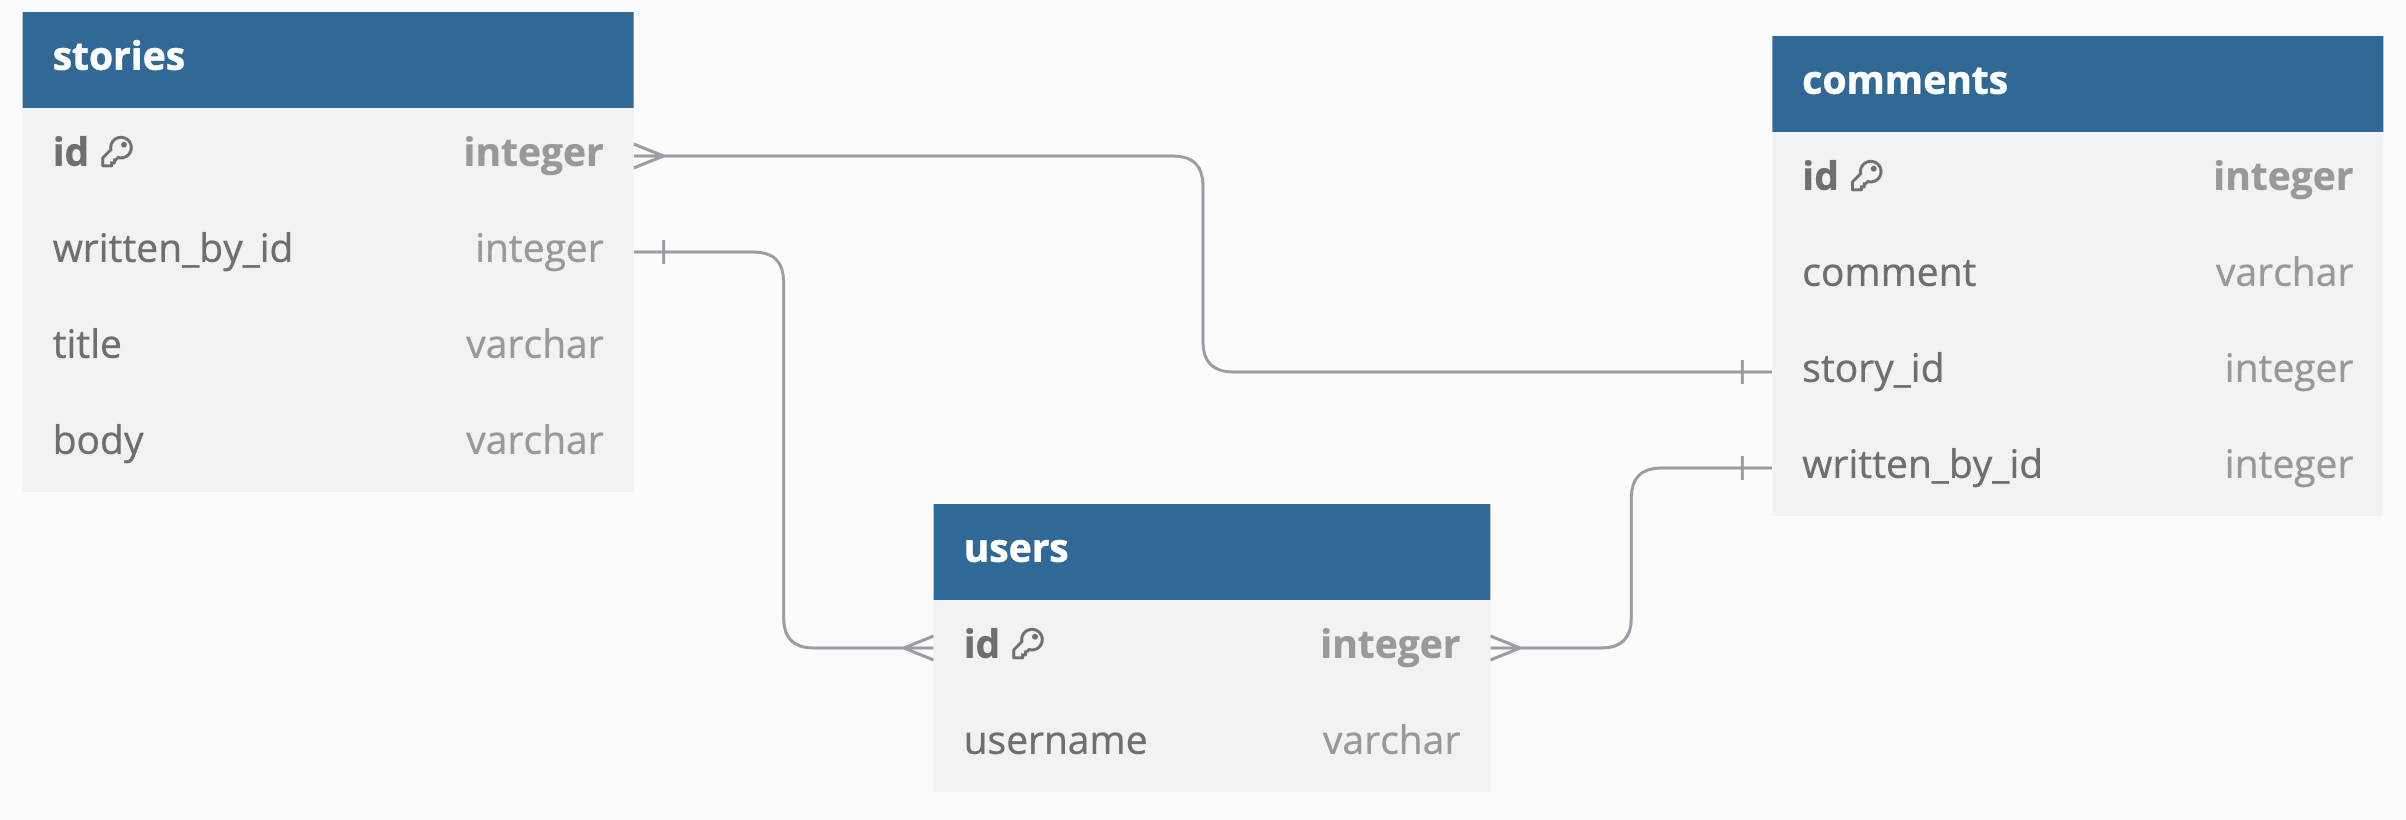 stories
id integer
written_by_id integer
title varchar
body varchar
comments
id integer
comment varchar
story_id integer
written_by_id integer
users
id integer
username varchar